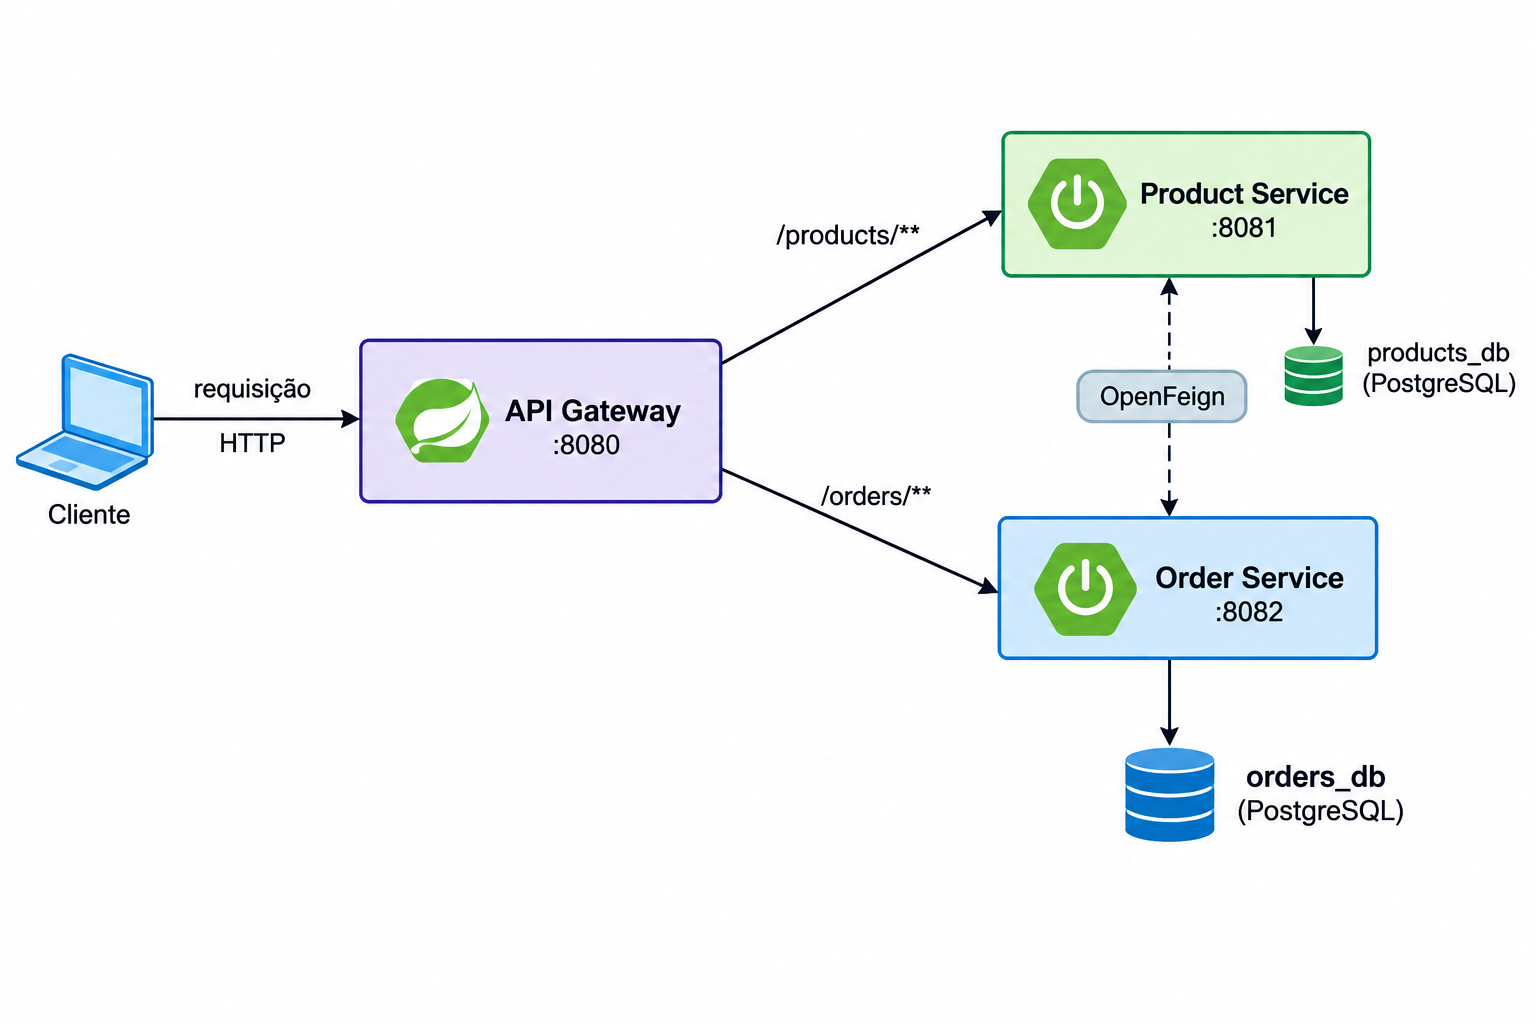 Cliente
requisição
HTTP
API Gateway
:8080
/products/**
/orders/**
Product Service
:8081
products_db
(PostgreSQL)
OpenFeign
Order Service
:8082
orders_db
(PostgreSQL)